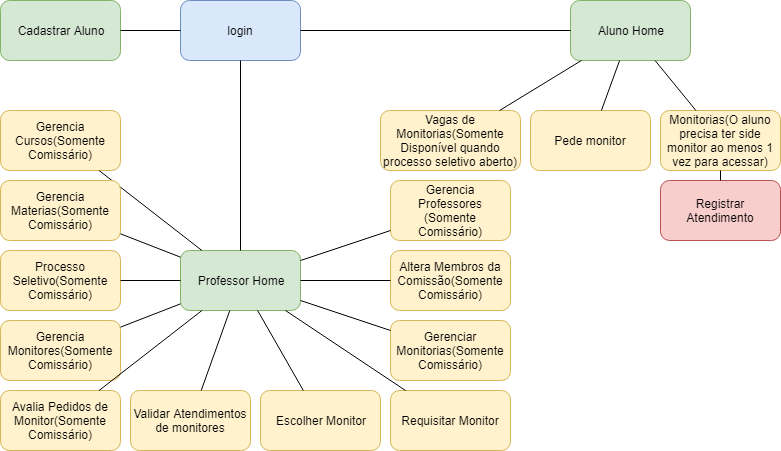 Cadastrar Aluno
login
Aluno Home
Gerencia
Cursos(Somente
Comissário)
Vagas de
Monitorias(Somente
Disponível quando
processo seletivo aberto)
Pede monitor
Monitorias(O aluno
precisa ter side
monitor ao menos 1
vez para acessar)
Gerencia
Materias(Somente
Comissário)
Gerencia
Professores
(Somente
Comissário)
Registrar
Atendimento
Processo
Seletivo(Somente
Comissário)
Professor Home
Altera Membros da
Comissão(Somente
Comissário)
Gerencia
Monitores(Somente
Comissário)
Gerenciar
Monitorias(Somente
Comissário)
Avalia Pedidos de
Monitor(Somente
Comissário)
Validar Atendimentos
de monitores
Escolher Monitor
Requisitar Monitor